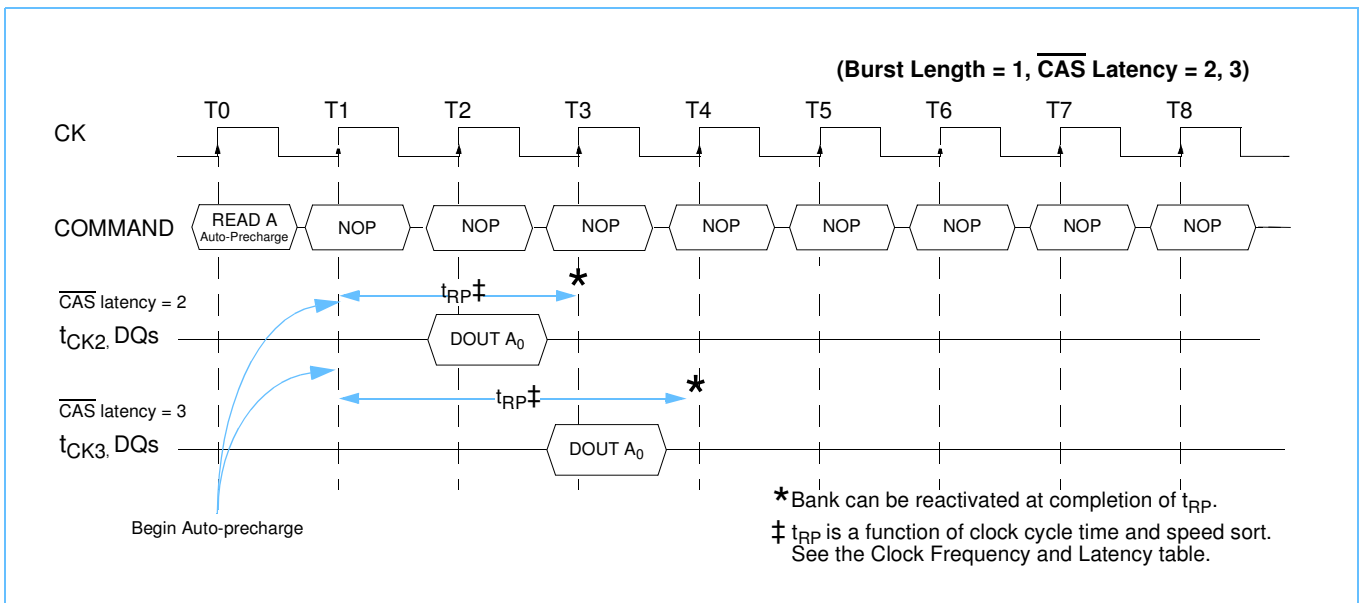 (Burst Length = 1, CAS Latency = 2, 3)
T0 T1 T2 T3 T4 T5 T6 T7 T8
CK
COMMAND
READ A
Auto-Precharge
NOP NOP NOP NOP NOP NOP NOP NOP
*
tRP‡
CAS latency = 2
tCK2, DQs
DOUT A0
*
tRP‡
CAS latency = 3
tCK3, DQs
DOUT A0
Begin Auto-precharge
* Bank can be reactivated at completion of tRP.
‡ tRP is a function of clock cycle time and speed sort.
See the Clock Frequency and Latency table.